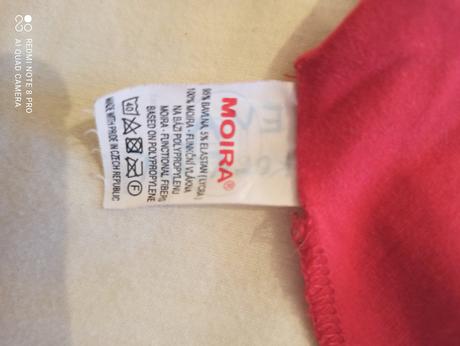 MOIRA®
95% BAVLNA, 5% ELASTAN (LYCRA)
100% MOIRA - FUNKČNÍ VLÁKNA
NA BÁZI POLYPROPYLENU
MOIRA - FUNCTIONAL FIBERS
BASED ON POLYPROPYLENE
40
F
MADE WITH PRIDE IN CZECH REPUBLIC
REDMI NOTE 8 PRO
AI QUAD CAMERA